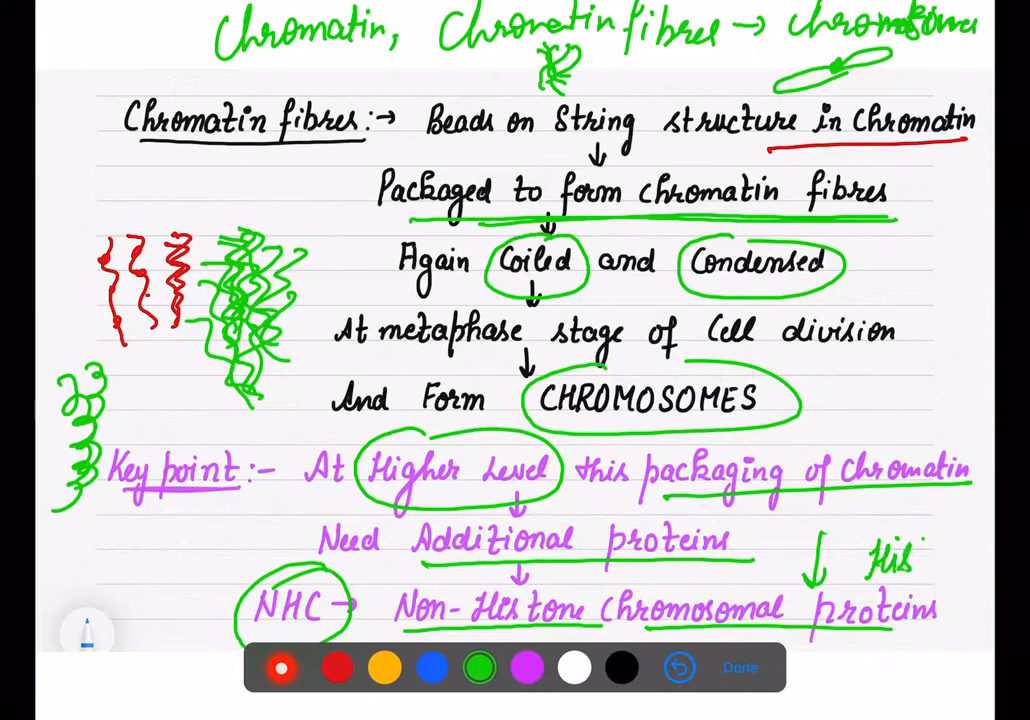 Chromatin, Chromatin fibres → chromosomes
Chromatin fibres:→ Beads on String structure in Chromatin
↓
Packaged to form chromatin fibres
↓
Again Coiled and Condensed
↓
At metaphase stage of Cell division
↓
And Form CHROMOSOMES
Key point:- At Higher Level this packaging of Chromatin
↓
Need Additional proteins
↓ His
NHC → Non-Histone Chromosomal proteins
Done